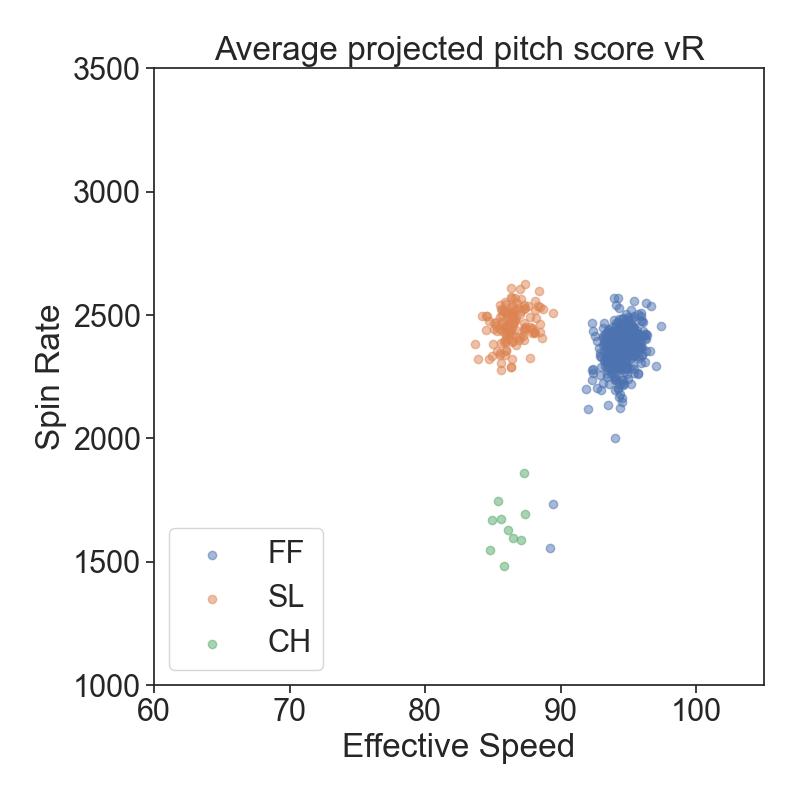 Average projected pitch score vR
3500
3000
2500
2000
1500
1000
Spin Rate
FF
SL
CH
60 70 80 90 100
Effective Speed